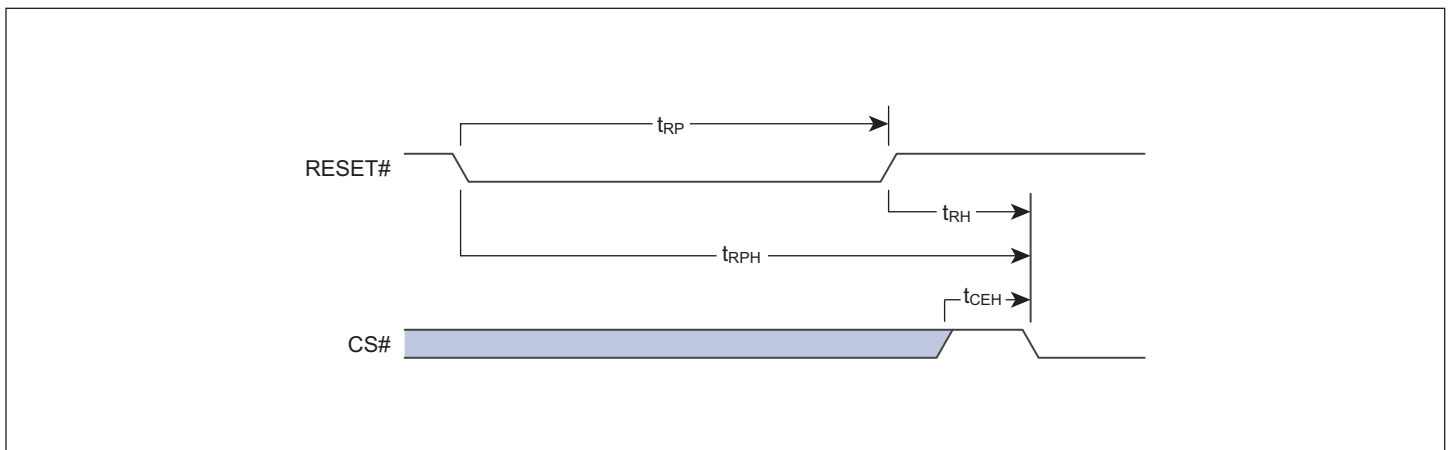 tRP
RESET#
tRH
tRPH
tCEH
CS#